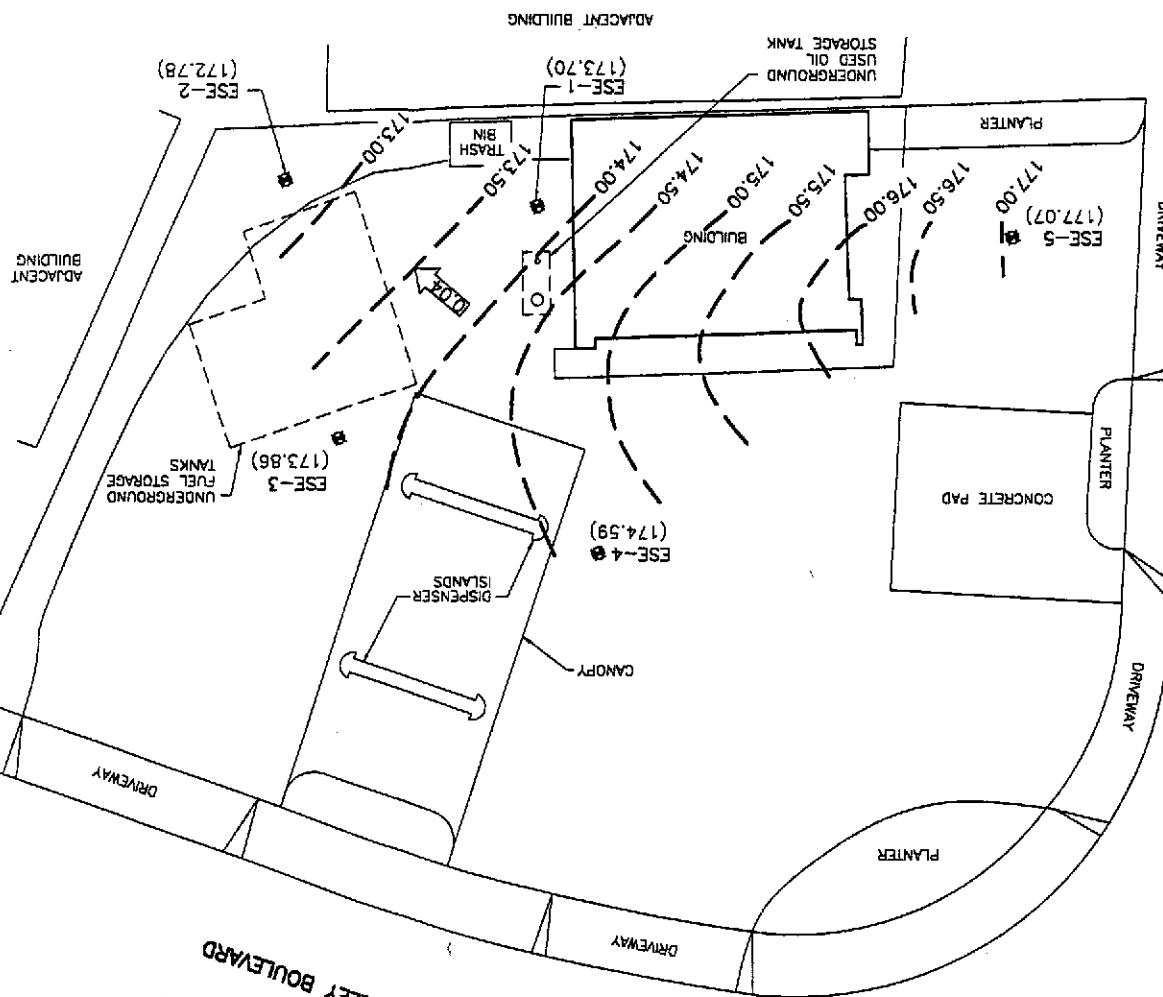 LEY BOULEVARD
DRIVEWAY
PLANTER
DRIVEWAY
DRIVEWAY
CANOPY
DISPENSER
ISLANDS
CONCRETE PAD
PLANTER
ESE-4
(174.59)
UNDERGROUND
FUEL STORAGE
TANKS
ESE-3
(173.86)
0.04
BUILDING
ADJACENT
BUILDING
ESE-5
(177.07)
DRIVEWAY
173.00
173.50
174.00
174.50
175.00
175.50
176.00
176.50
177.00
TRASH
BIN
PLANTER
ESE-2
(172.78)
ESE-1
(173.70)
UNDERGROUND
USED OIL
STORAGE TANK
ADJACENT BUILDING